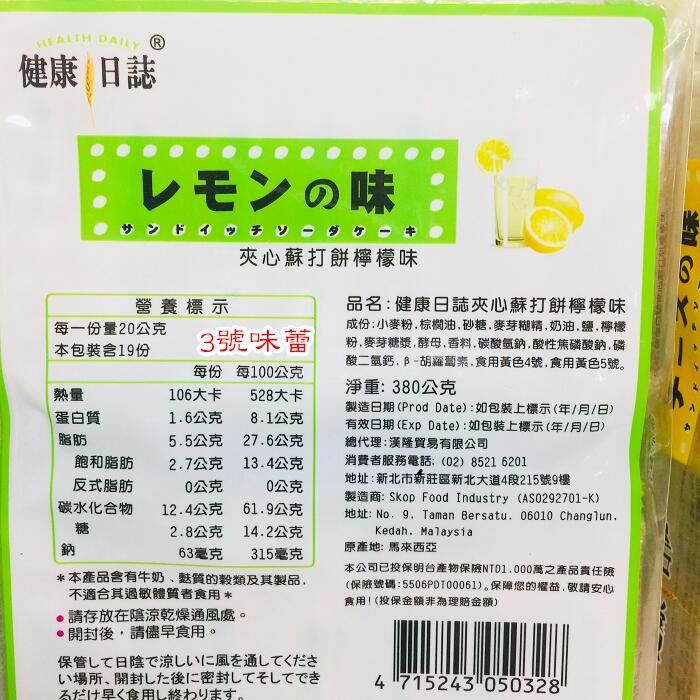 HEALTH DAILY
健康日誌®
レモンの味
サンドイッチソーダケーキ
夾心蘇打餅檸檬味
營養標示
每一份量20公克
本包裝含19份
3號味蕾
每份 每100公克
熱量 106大卡 528大卡
蛋白質 1.6公克 8.1公克
脂肪 5.5公克 27.6公克
飽和脂肪 2.7公克 13.4公克
反式脂肪 0公克 0公克
碳水化合物 12.4公克 61.9公克
糖 2.8公克 14.2公克
鈉 63毫克 315毫克
*本產品含有牛奶、麩質的穀類及其製品,
不適合其過敏體質者食用!
●請存放在陰涼乾燥通風處。
●開封後,請儘早食用。
保管して日陰で涼しいに風を通してくださ
い場所、開封した後に密封してそしてでき
るだけ早く食用し終わります。
品名:健康日誌夾心蘇打餅檸檬味
成份:小麥粉,棕櫚油,砂糖,麥芽糊精,奶油,鹽,檸檬
粉,麥芽糖漿,酵母,香料,碳酸氫鈉,酸性焦磷酸鈉,磷
酸二氫鈣,β-胡蘿蔔素,食用黃色4號,食用黃色5號。
淨重: 380公克
製造日期(Prod Date):如包裝上標示(年/月/日)
有效日期(Exp Date):如包裝上標示(年/月/日)
總代理:漢隆貿易有限公司
消費者服務電話: (02) 8521 6201
地址:新北市新莊區新北大道4段215號9樓
製造商: Skop Food Industry (AS0292701-K)
地址: No. 9. Taman Bersatu. 06010 Changlun.
Kedah. Malaysia
原產地: 馬來西亞
本公司已投保明台產物保險NTD1.000萬之產品責任險
(保險號碼:5506PDT00061)。保障您的權益,敬請安心
食用!(投保金額非為理賠金額)
4 715243 050328